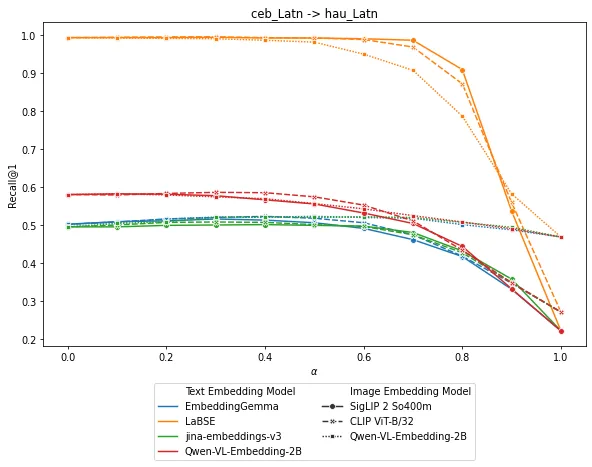 ceb_Latn -> hau_Latn
Recall@1
1.0
0.9
0.8
0.7
0.6
0.5
0.4
0.3
0.2
0.0 0.2 0.4 0.6 0.8 1.0
α
Text Embedding Model Image Embedding Model
EmbeddingGemma SigLIP 2 So400m
LaBSE CLIP ViT-B/32
jina-embeddings-v3 Qwen-VL-Embedding-2B
Qwen-VL-Embedding-2B